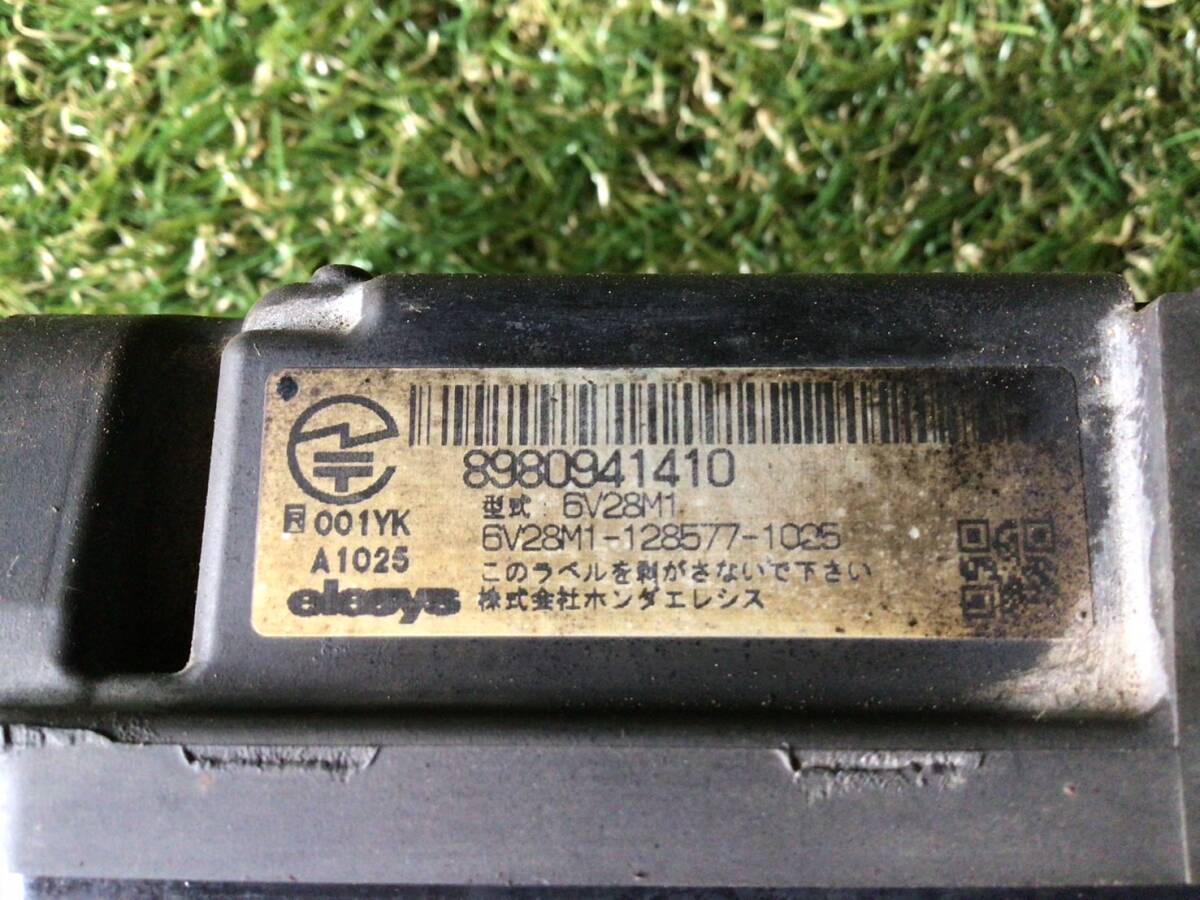 8980941410
型式 : 6V28M1
R 001YK
6V28M1-128577-1025
A1025
このラベルを剥がさないで下さい
elesys 株式会社ホンダエレシス